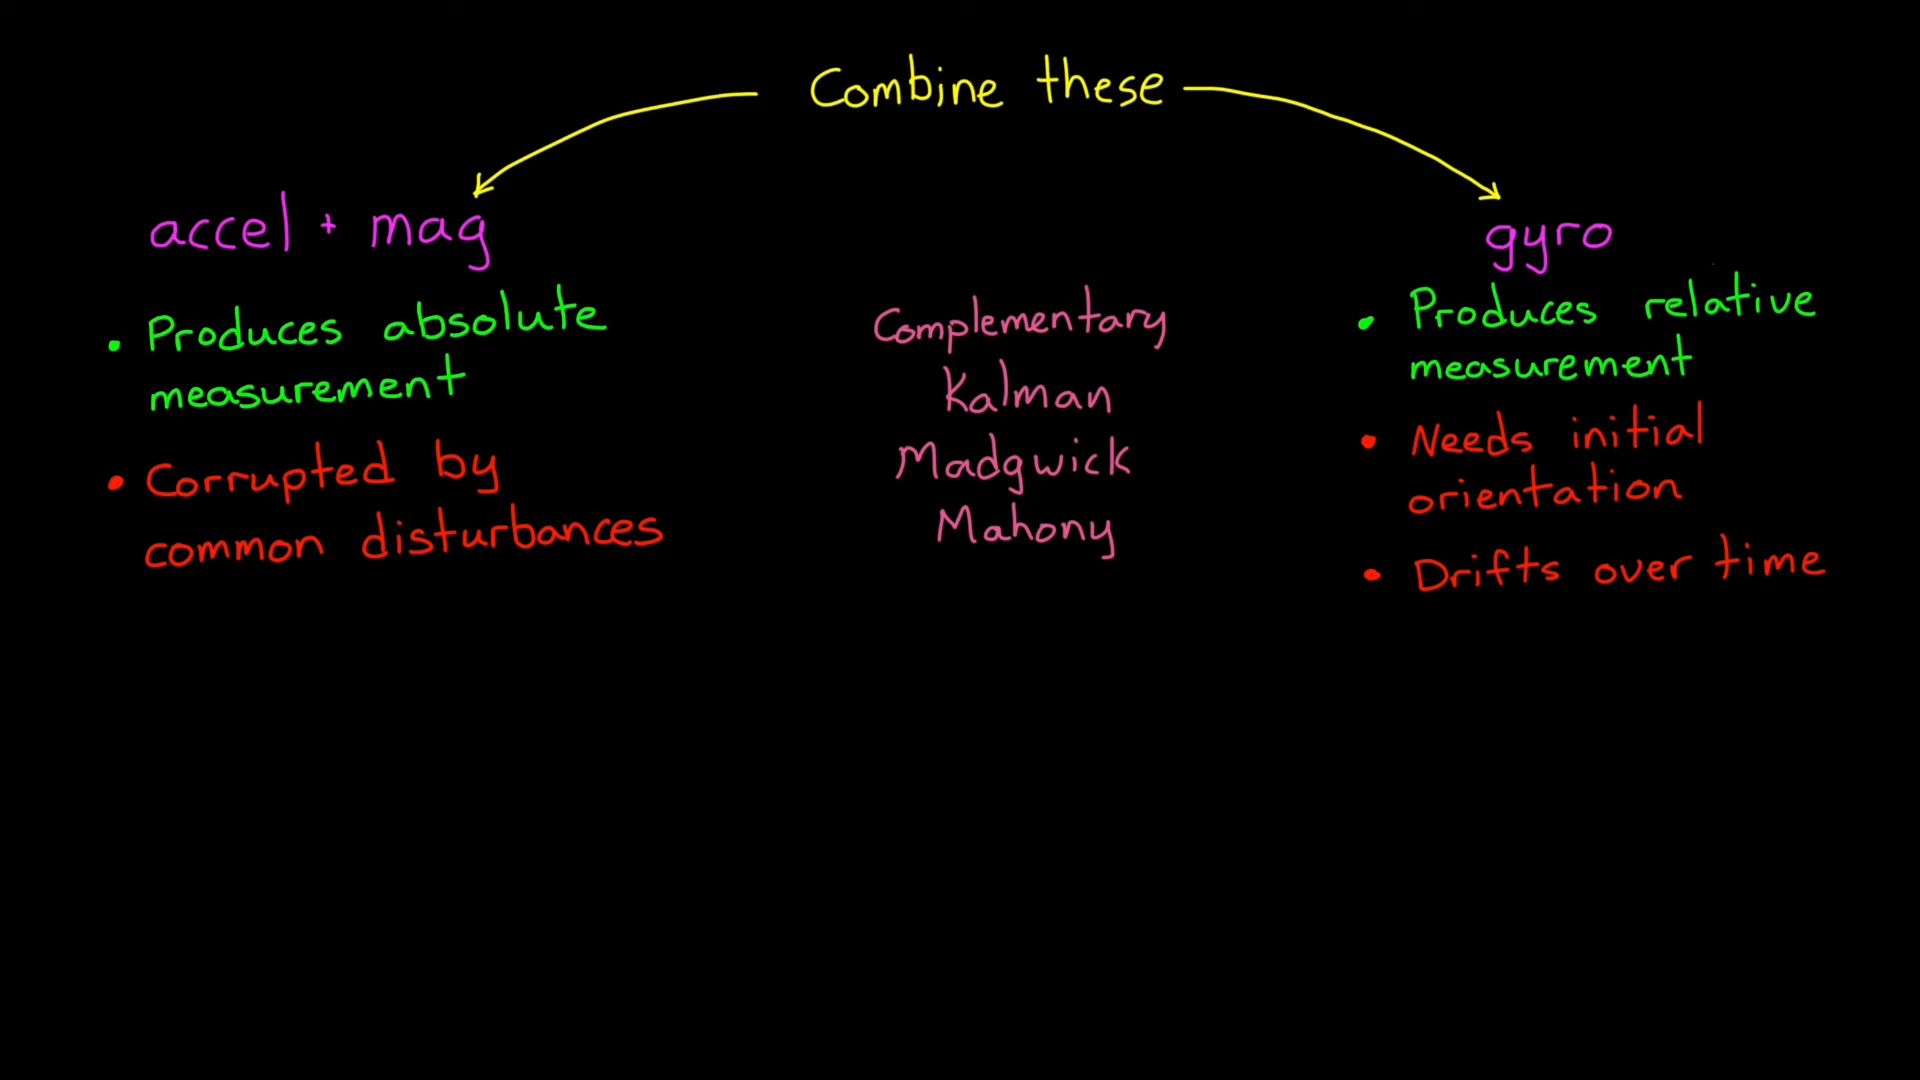 Combine these
accel + mag
• Produces absolute
measurement
• Corrupted by
common disturbances
Complementary
Kalman
Madgwick
Mahony
gyro
• Produces relative
measurement
• Needs initial
orientation
• Drifts over time